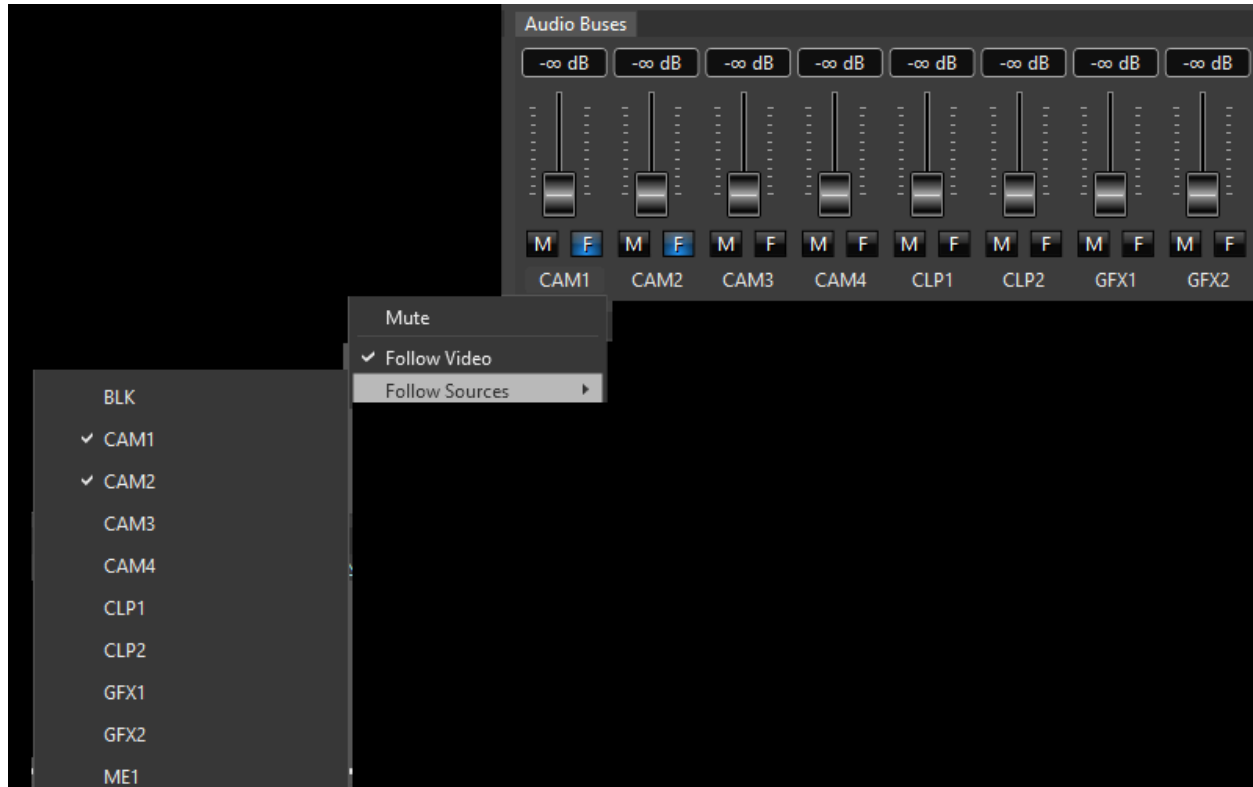 Audio Buses
-∞ dB -∞ dB -∞ dB -∞ dB -∞ dB -∞ dB -∞ dB -∞ dB
M F M F M F M F M F M F M F M F
CAM1 CAM2 CAM3 CAM4 CLP1 CLP2 GFX1 GFX2
Mute
Follow Video
Follow Sources
BLK
CAM1
CAM2
CAM3
CAM4
CLP1
CLP2
GFX1
GFX2
ME1